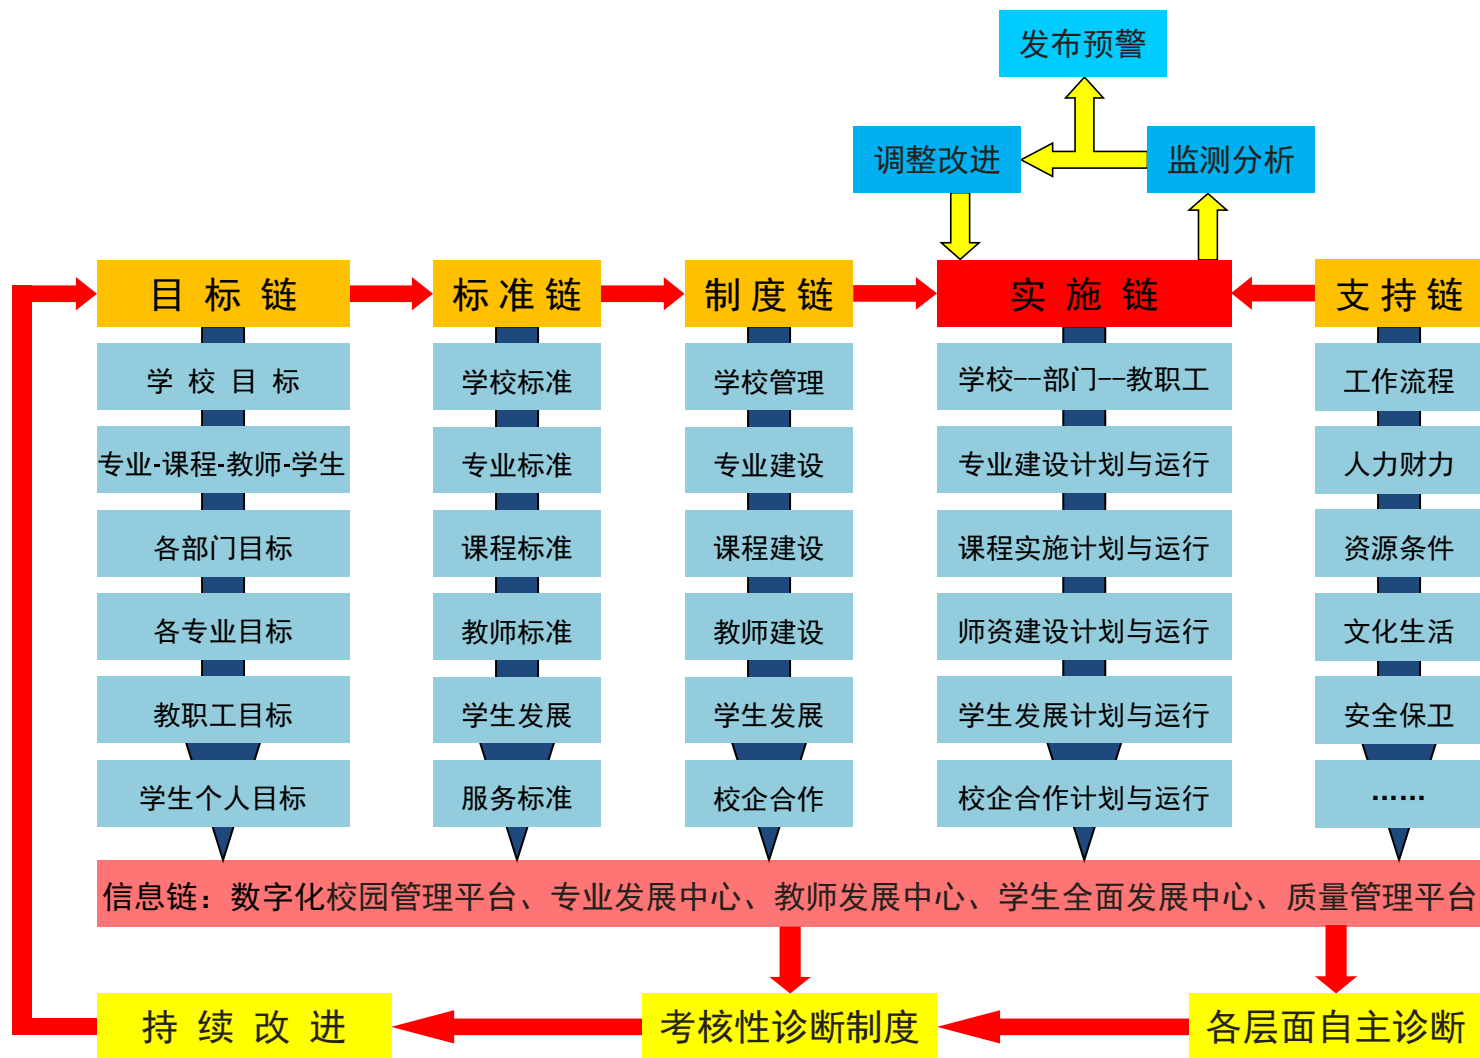 发布预警
调整改进
监测分析
目标链
标准链
制度链
实施链
支持链
学校目标
学校标准
学校管理
学校--部门--教职工
工作流程
专业-课程-教师-学生
专业标准
专业建设
专业建设计划与运行
人力财力
各部门目标
课程标准
课程建设
课程实施计划与运行
资源条件
各专业目标
教师标准
教师建设
师资建设计划与运行
文化生活
教职工目标
学生发展
学生发展
学生发展计划与运行
安全保卫
学生个人目标
服务标准
校企合作
校企合作计划与运行
……
信息链：数字化校园管理平台、专业发展中心、教师发展中心、学生全面发展中心、质量管理平台
持续改进
考核性诊断制度
各层面自主诊断